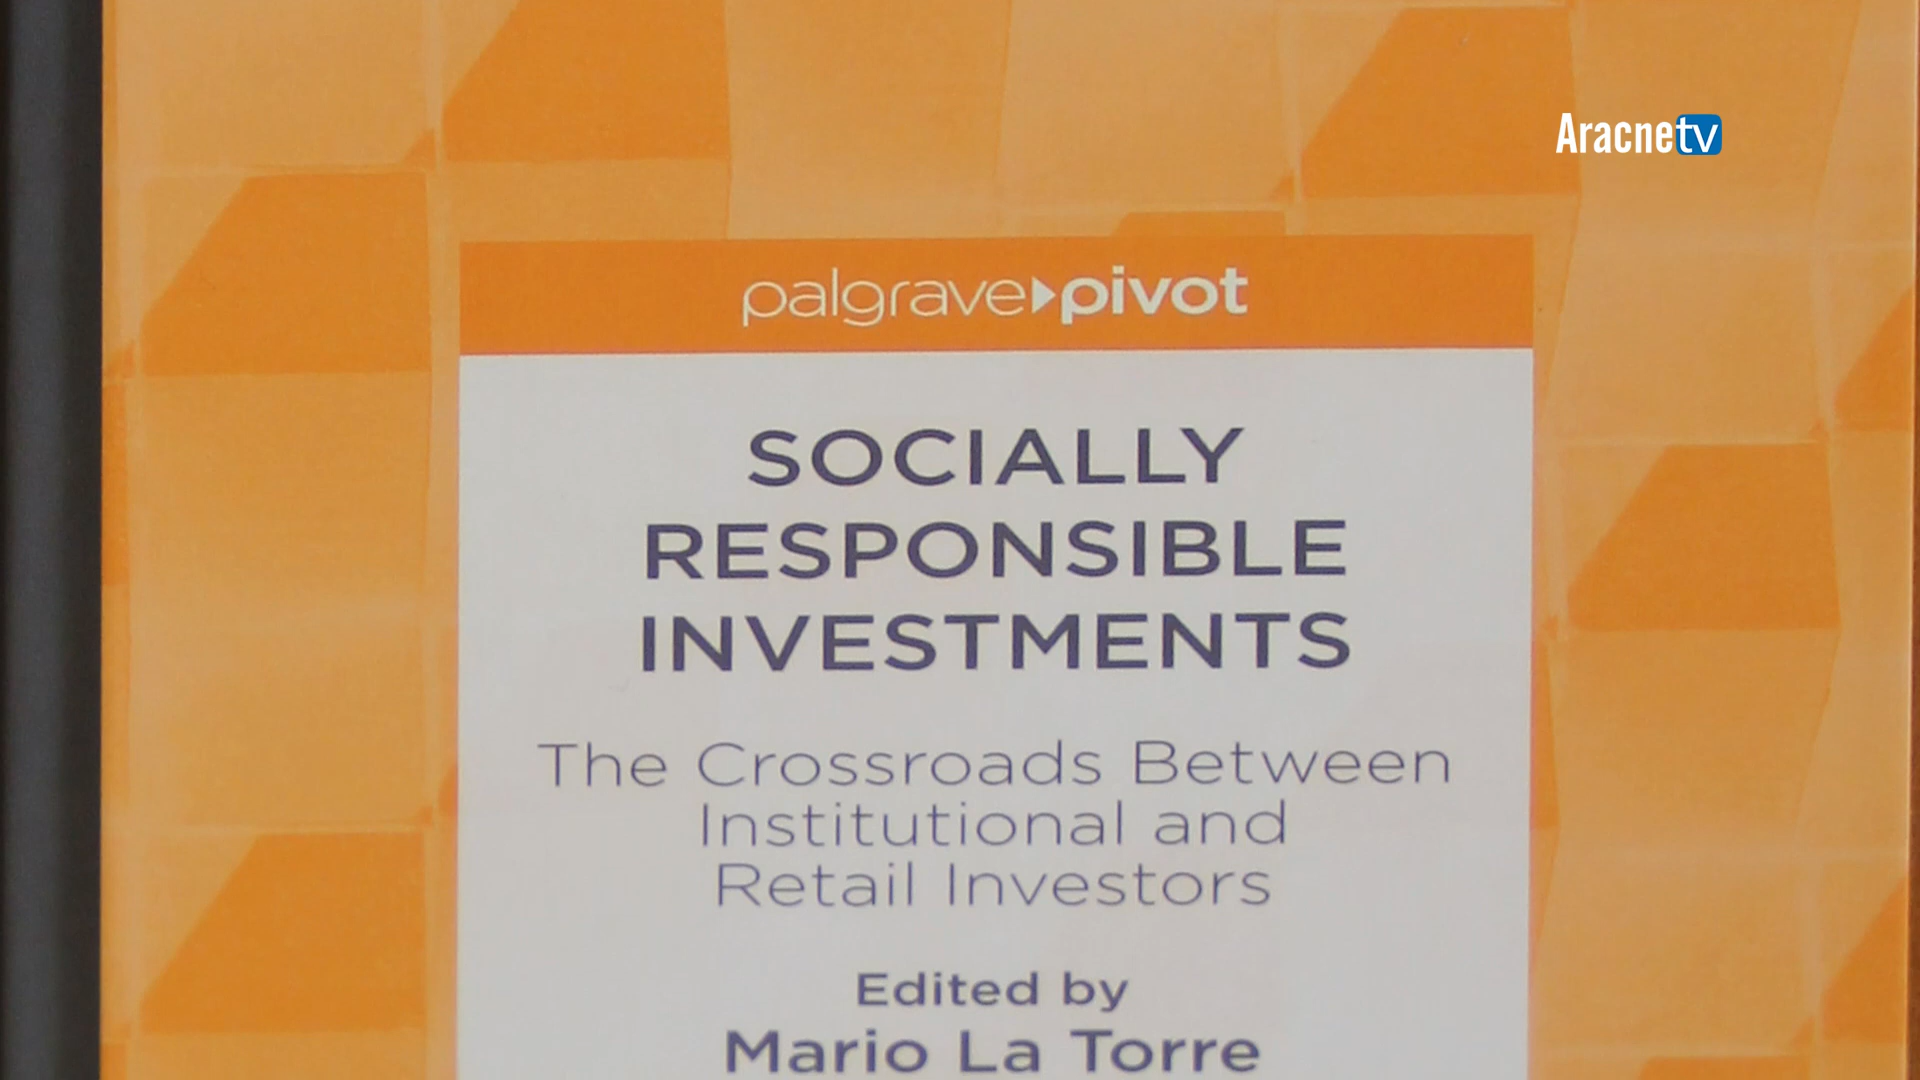 Aracnetv
palgrave▸pivot
SOCIALLY
RESPONSIBLE
INVESTMENTS
The Crossroads Between
Institutional and
Retail Investors
Edited by
Mario La Torre